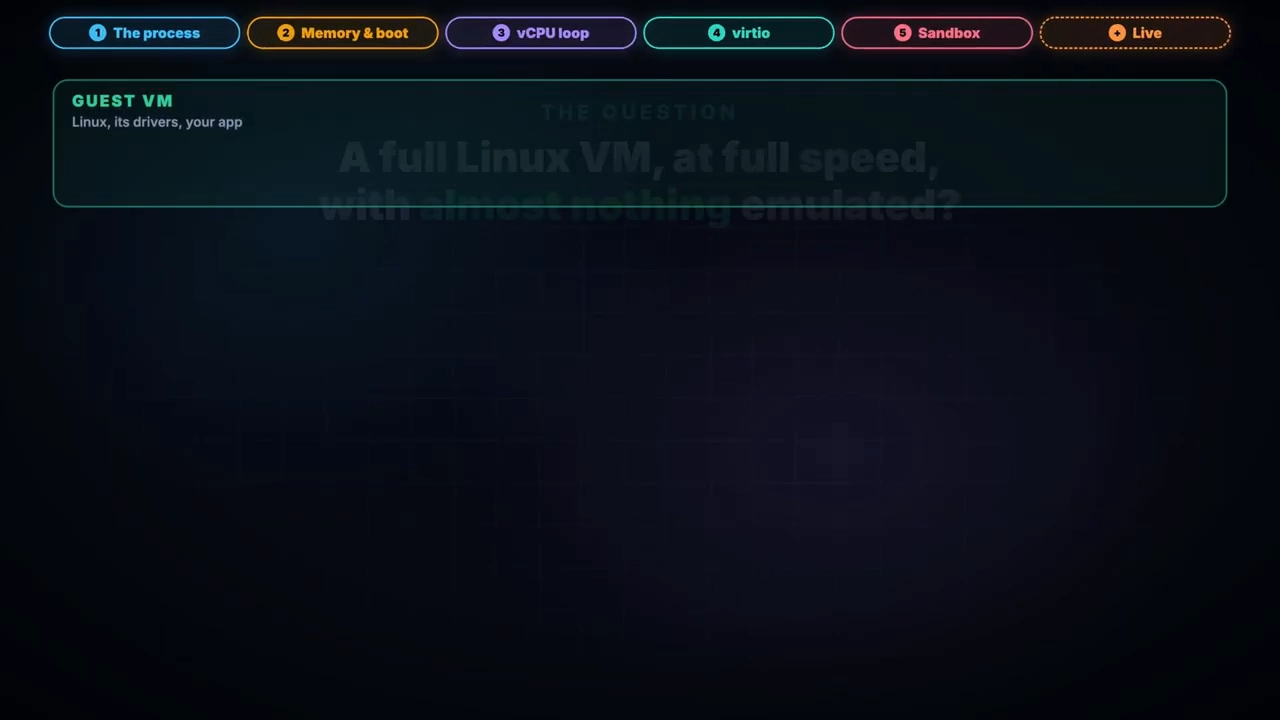 1 The process
2 Memory & boot
3 vCPU loop
4 virtio
5 Sandbox
+ Live
GUEST VM
Linux, its drivers, your app
THE QUESTION
A full Linux VM, at full speed,
with almost nothing emulated?